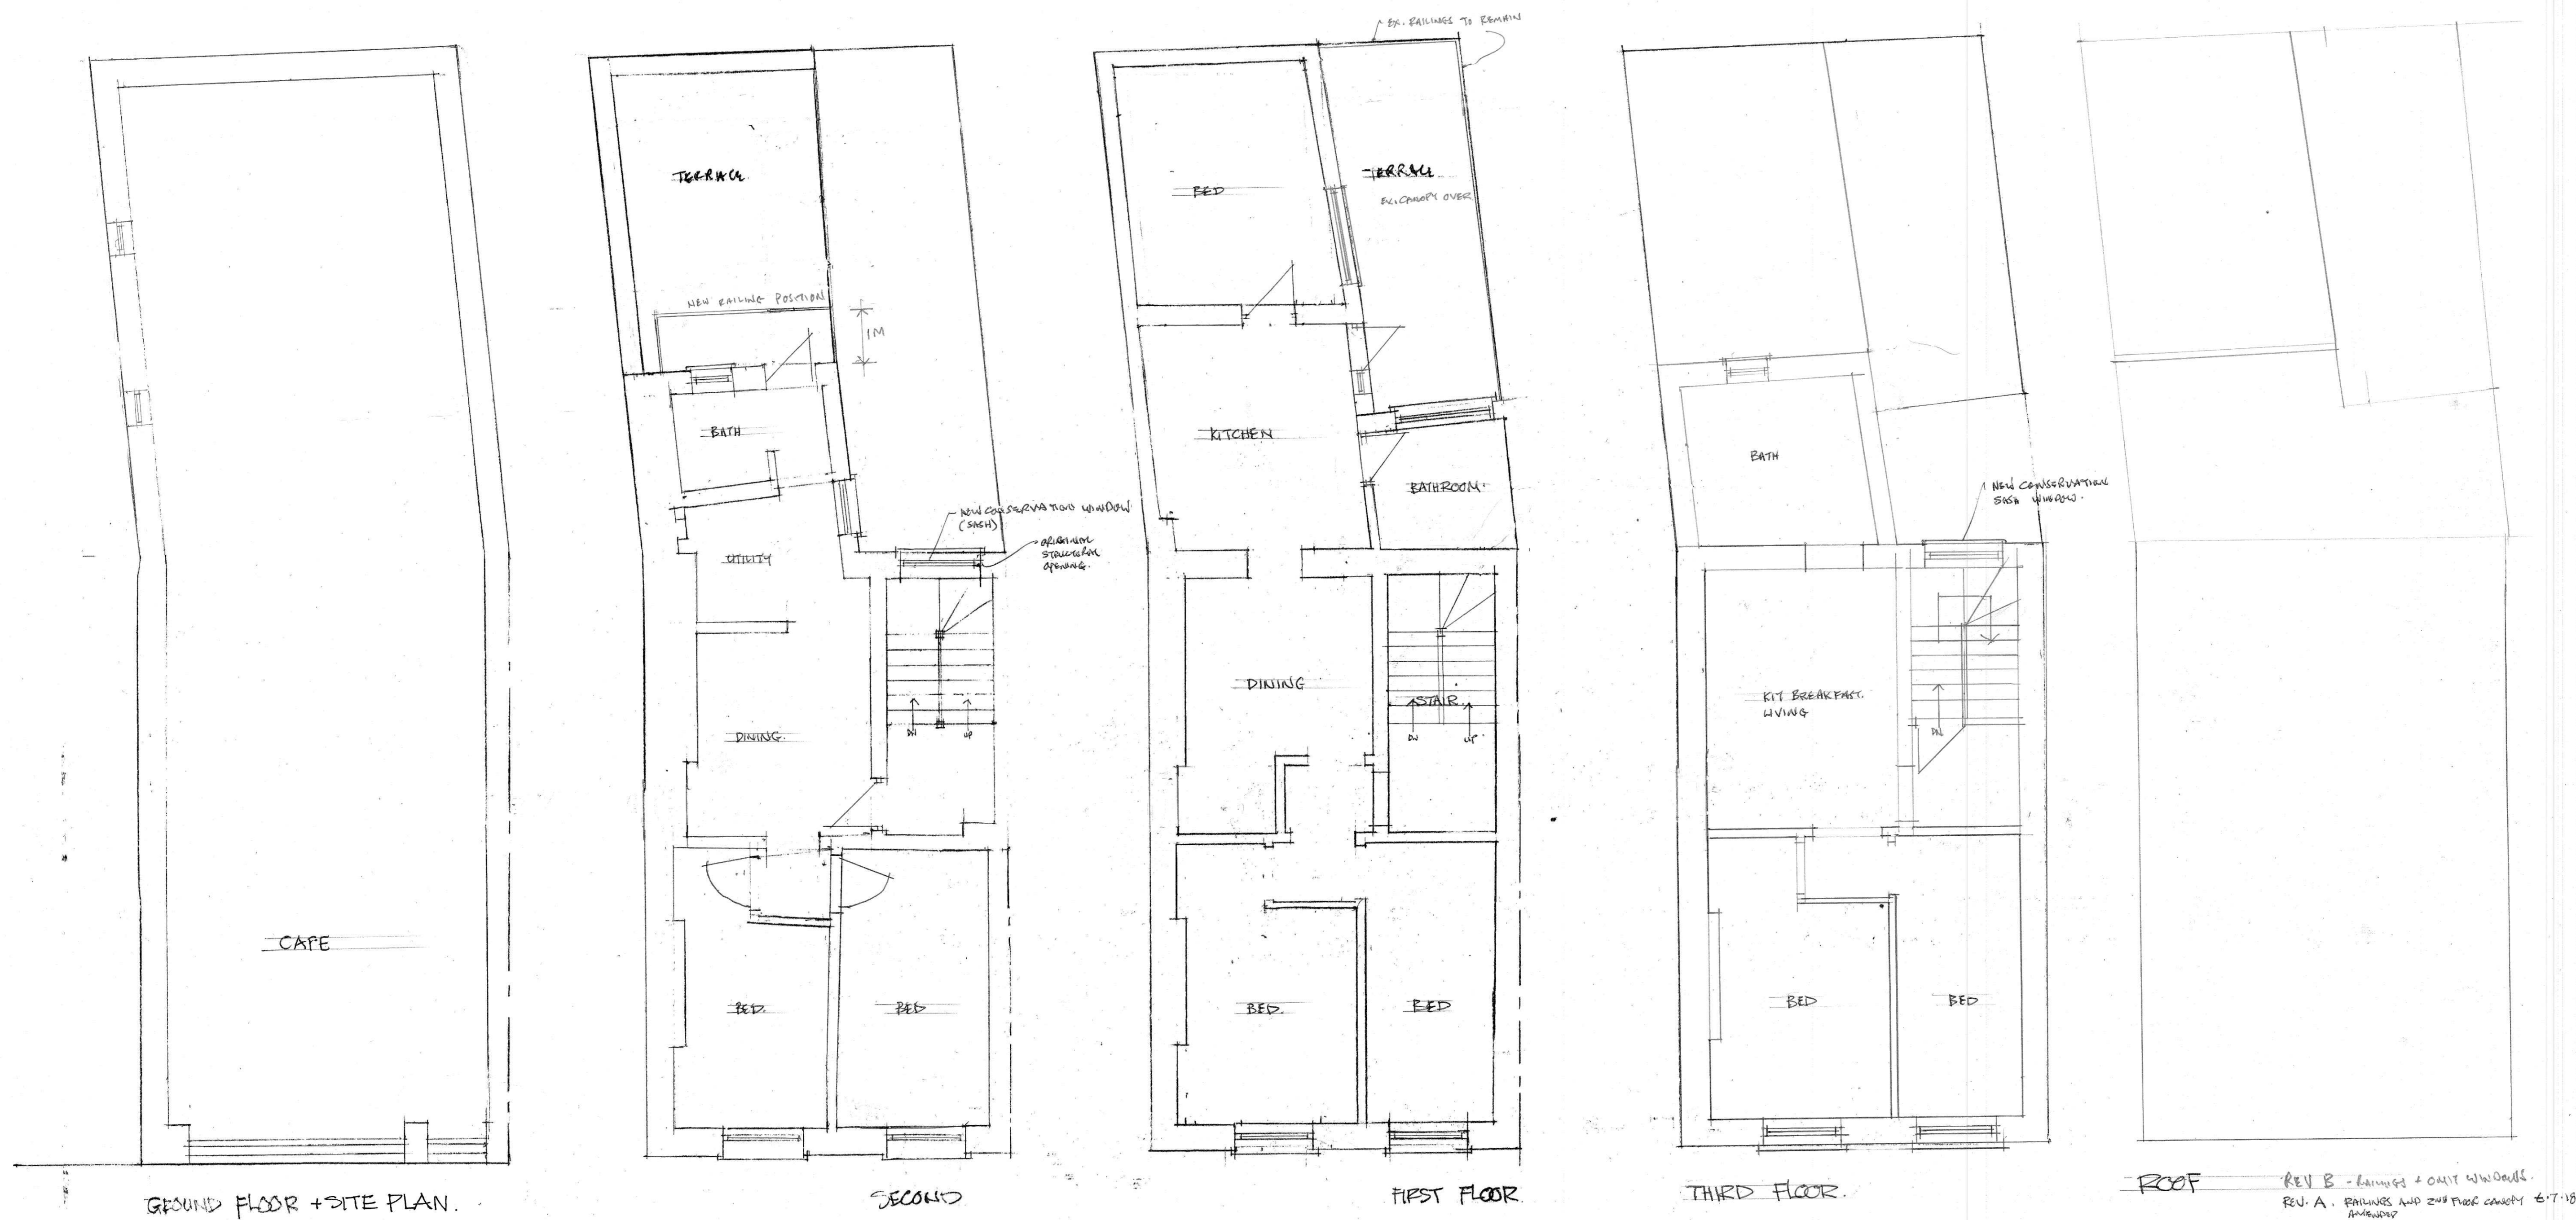 CAFE
GROUND FLOOR + SITE PLAN.
TERRACE.
NEW RAILING POSITION
1M
BATH
UTILITY
NEW CONSERVATION WINDOW
(SASH)
ORIGINAL
STRUCTURAL
OPENING.
DN
UP
DINING.
BED.
BED
SECOND
EX. RAILINGS TO REMAIN
BED
TERRACE
EX. CANOPY OVER
KITCHEN
BATHROOM.
DINING
STAIR.
DN
UP
BED.
BED
FIRST FLOOR.
BATH
NEW CONSERVATION
SASH WINDOW.
KIT BREAKFAST.
LIVING
DN
BED
BED
THIRD FLOOR.
ROOF
REV B - RAILINGS + OMIT WINDOWS.
REV. A. RAILINGS AND 2ND FLOOR CANOPY 6.7.18
AMENDED